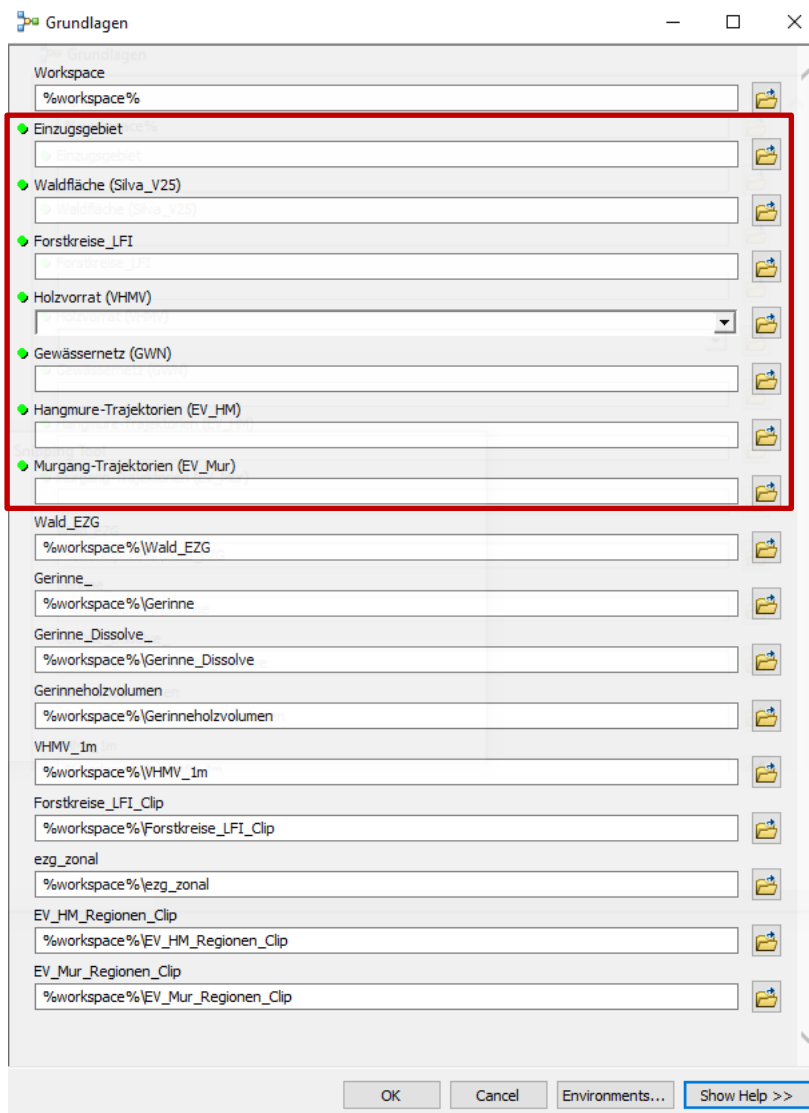 Grundlagen
Workspace
%workspace%
Einzugsgebiet
Waldfläche (Silva_V25)
Forstkreise_LFI
Holzvorrat (VHMV)
Gewässernetz (GWN)
Hangmure-Trajektorien (EV_HM)
Murgang-Trajektorien (EV_Mur)
Wald_EZG
%workspace%\Wald_EZG
Gerinne_
%workspace%\Gerinne
Gerinne_Dissolve_
%workspace%\Gerinne_Dissolve
Gerinneholzvolumen
%workspace%\Gerinneholzvolumen
VHMV_1m
%workspace%\VHMV_1m
Forstkreise_LFI_Clip
%workspace%\Forstkreise_LFI_Clip
ezg_zonal
%workspace%\ezg_zonal
EV_HM_Regionen_Clip
%workspace%\EV_HM_Regionen_Clip
EV_Mur_Regionen_Clip
%workspace%\EV_Mur_Regionen_Clip
OK Cancel Environments... Show Help >>